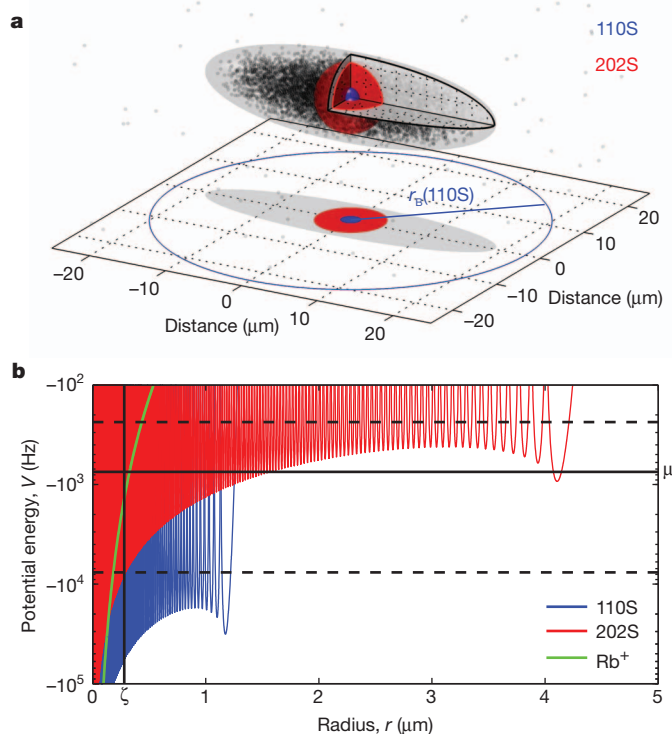 a
110S
202S
r_B(110S)
−20
−10
0
10
20
Distance (μm)
−20
−10
0
10
20
Distance (μm)
b
Potential energy, V (Hz)
-10²
-10³
-10⁴
-10⁵
μ
110S
202S
Rb⁺
0
ζ
1
2
3
4
5
Radius, r (μm)